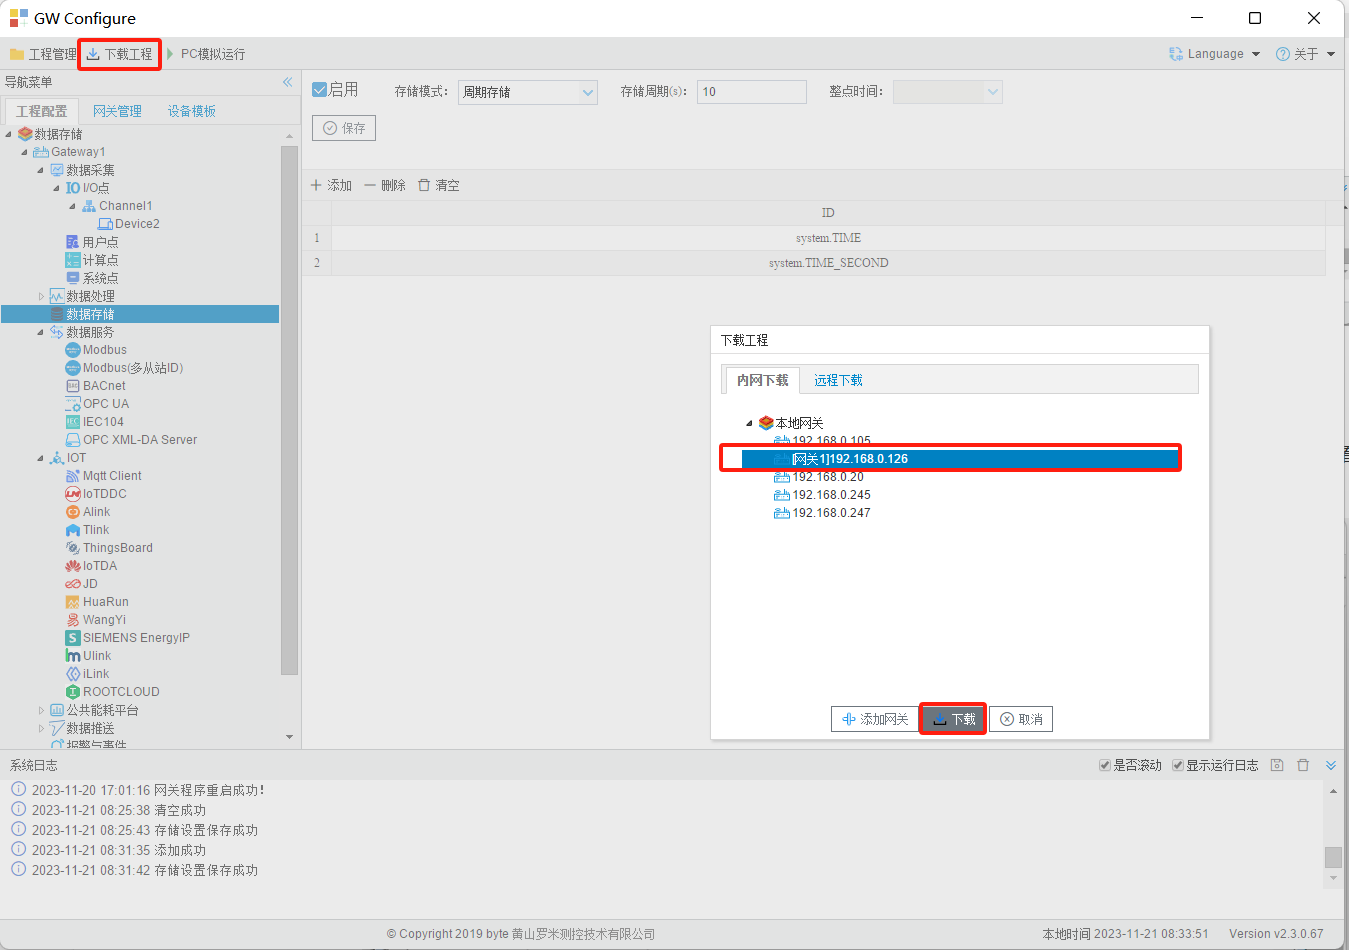 GW Configure
工程管理 下载工程 PC模拟运行 Language 关于
导航菜单
工程配置 网关管理 设备模板
数据存储
Gateway1
数据采集
I/O点
Channel1
Device2
用户点
计算点
系统点
数据处理
数据存储
数据服务
Modbus
Modbus(多从站ID)
BACnet
OPC UA
IEC104
OPC XML-DA Server
IOT
Mqtt Client
IoTDDC
Alink
Tlink
ThingsBoard
IoTDA
JD
HuaRun
WangYi
SIEMENS EnergyIP
Ulink
iLink
ROOTCLOUD
公共能耗平台
数据推送
报警与事件
启用 存储模式: 周期存储 存储周期(s): 10 整点时间:
保存
添加 删除 清空
ID
1 system.TIME
2 system.TIME_SECOND
下载工程
内网下载 远程下载
本地网关
192.168.0.105
[网关1]192.168.0.126
192.168.0.20
192.168.0.245
192.168.0.247
添加网关 下载 取消
系统日志 是否滚动 显示运行日志
2023-11-20 17:01:16 网关程序重启成功!
2023-11-21 08:25:38 清空成功
2023-11-21 08:25:43 存储设置保存成功
2023-11-21 08:31:35 添加成功
2023-11-21 08:31:42 存储设置保存成功
© Copyright 2019 byte 黄山罗米测控技术有限公司 本地时间 2023-11-21 08:33:51 Version v2.3.0.67